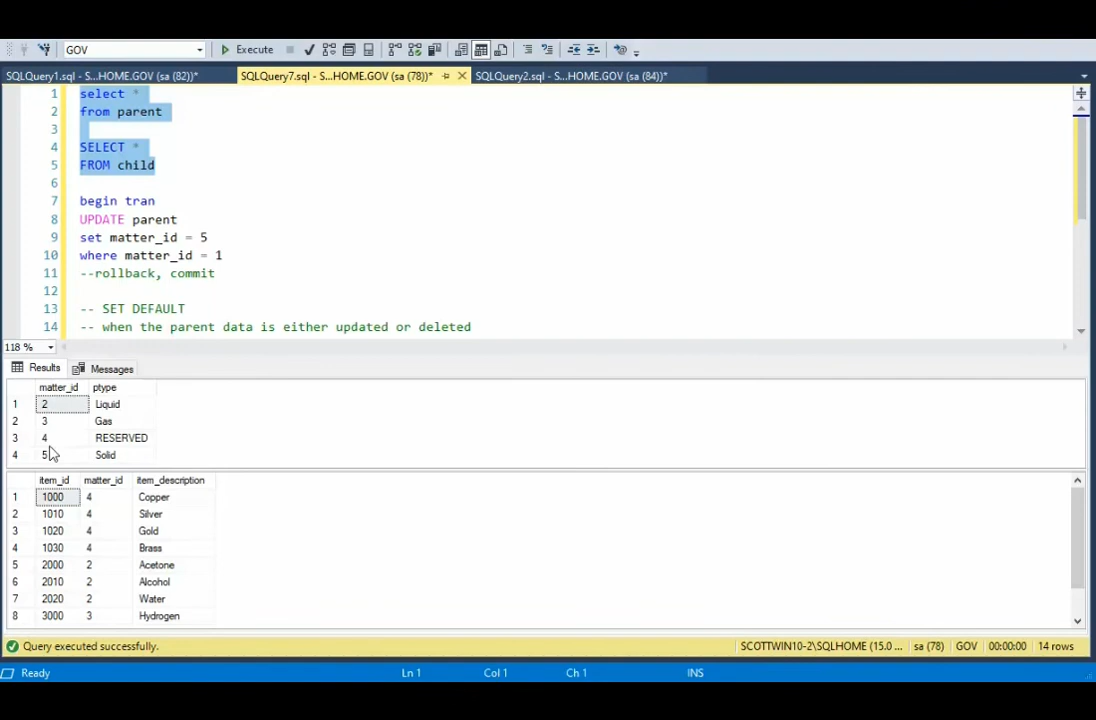 GOV Execute
SQLQuery1.sql - S...HOME.GOV (sa (82))* SQLQuery7.sql - S...HOME.GOV (sa (78))* SQLQuery2.sql - S...HOME.GOV (sa (84))*
1 select *
2 from parent
3
4 SELECT *
5 FROM child
6
7 begin tran
8 UPDATE parent
9 set matter_id = 5
10 where matter_id = 1
11 --rollback, commit
12
13 -- SET DEFAULT
14 -- when the parent data is either updated or deleted
118 %
Results Messages
matter_id ptype
1 2 Liquid
2 3 Gas
3 4 RESERVED
4 5 Solid
item_id matter_id item_description
1 1000 4 Copper
2 1010 4 Silver
3 1020 4 Gold
4 1030 4 Brass
5 2000 2 Acetone
6 2010 2 Alcohol
7 2020 2 Water
8 3000 3 Hydrogen
Query executed successfully. SCOTTWIN10-2\SQLHOME (15.0 ... sa (78) GOV 00:00:00 14 rows
Ready Ln 1 Col 1 Ch 1 INS